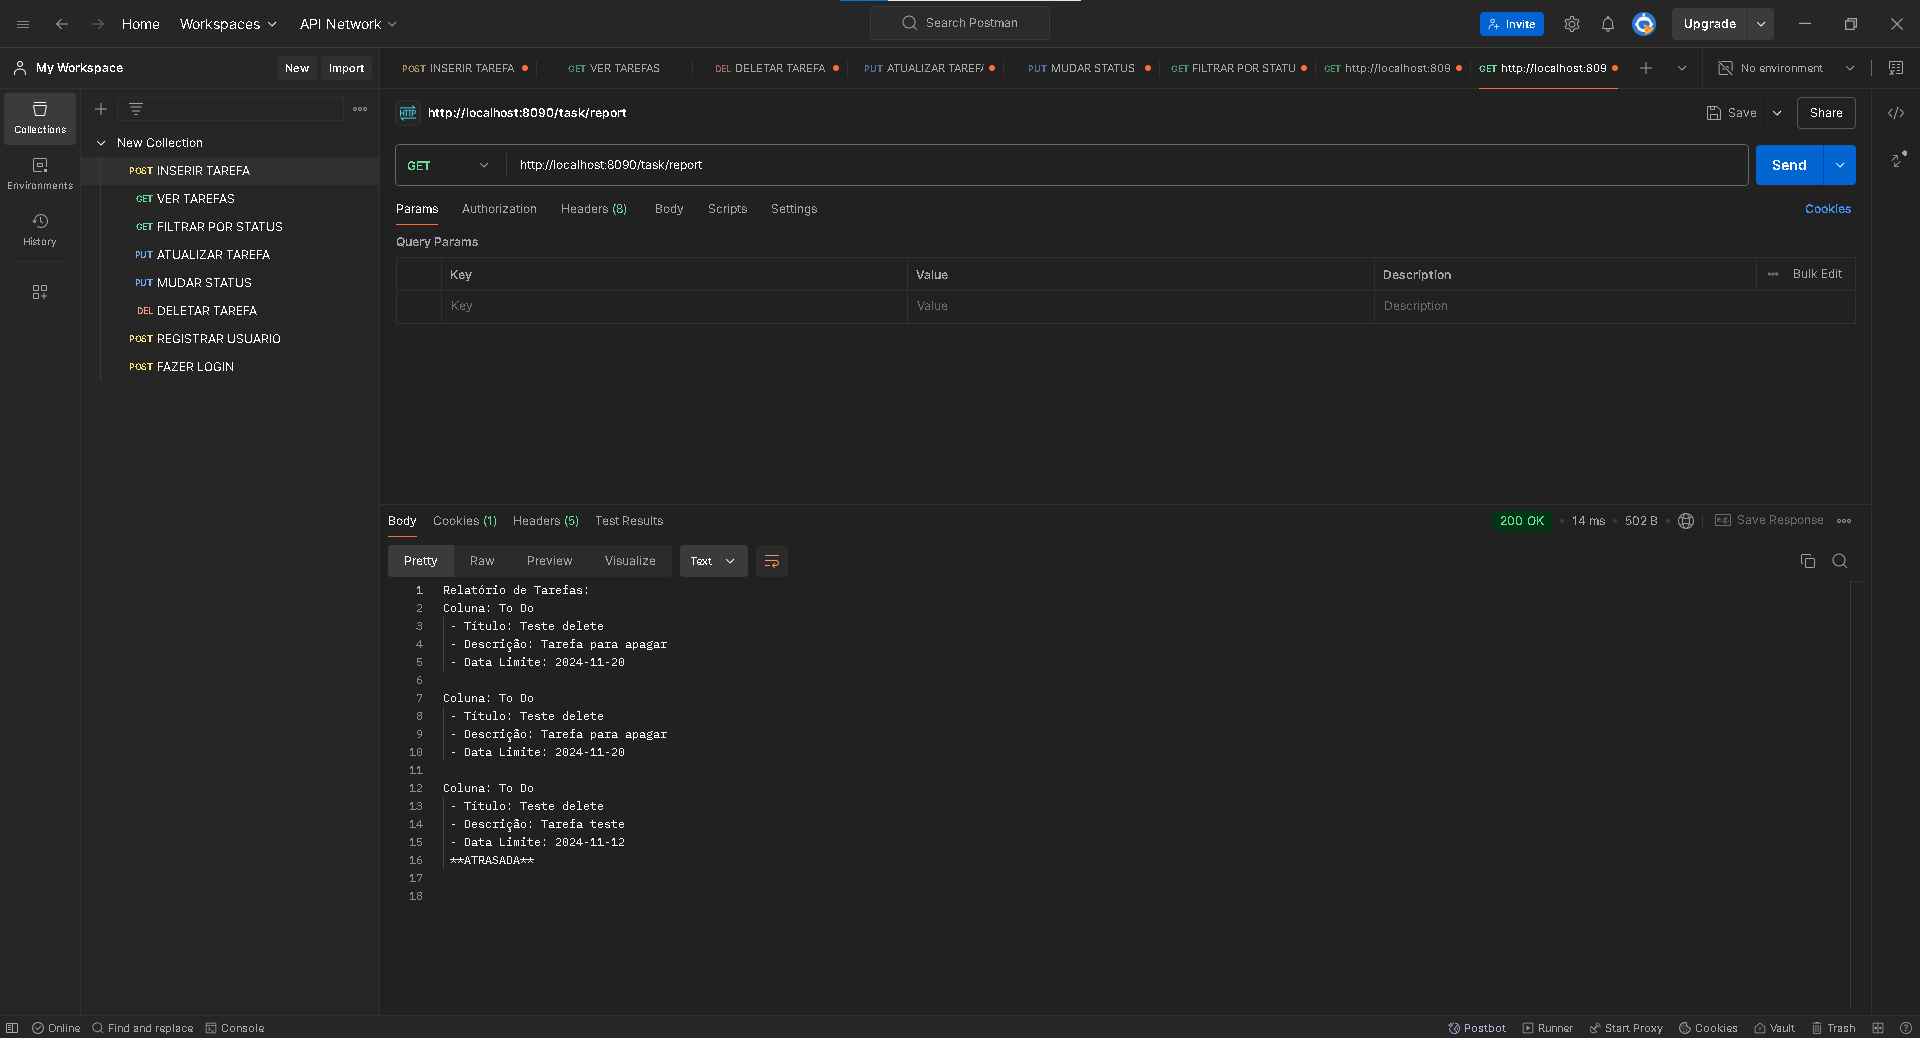 Home Workspaces API Network Search Postman Invite Upgrade
My Workspace New Import
POST INSERIR TAREFA GET VER TAREFAS DEL DELETAR TAREFA PUT ATUALIZAR TAREF PUT MUDAR STATUS GET FILTRAR POR STATU GET http://localhost:809 GET http://localhost:809 No environment
Collections
Environments
History
New Collection
POST INSERIR TAREFA
GET VER TAREFAS
GET FILTRAR POR STATUS
PUT ATUALIZAR TAREFA
PUT MUDAR STATUS
DEL DELETAR TAREFA
POST REGISTRAR USUARIO
POST FAZER LOGIN
HTTP http://localhost:8090/task/report Save Share
GET http://localhost:8090/task/report Send
Params Authorization Headers (8) Body Scripts Settings Cookies
Query Params
Key Value Description Bulk Edit
Key Value Description
Body Cookies (1) Headers (5) Test Results 200 OK 14 ms 502 B Save Response
Pretty Raw Preview Visualize Text
1 Relatório de Tarefas:
2 Coluna: To Do
3 - Título: Teste delete
4 - Descrição: Tarefa para apagar
5 - Data Limite: 2024-11-20
6
7 Coluna: To Do
8 - Título: Teste delete
9 - Descrição: Tarefa para apagar
10 - Data Limite: 2024-11-20
11
12 Coluna: To Do
13 - Título: Teste delete
14 - Descrição: Tarefa teste
15 - Data Limite: 2024-11-12
16 **ATRASADA**
17
18
Online Find and replace Console Postbot Runner Start Proxy Cookies Vault Trash